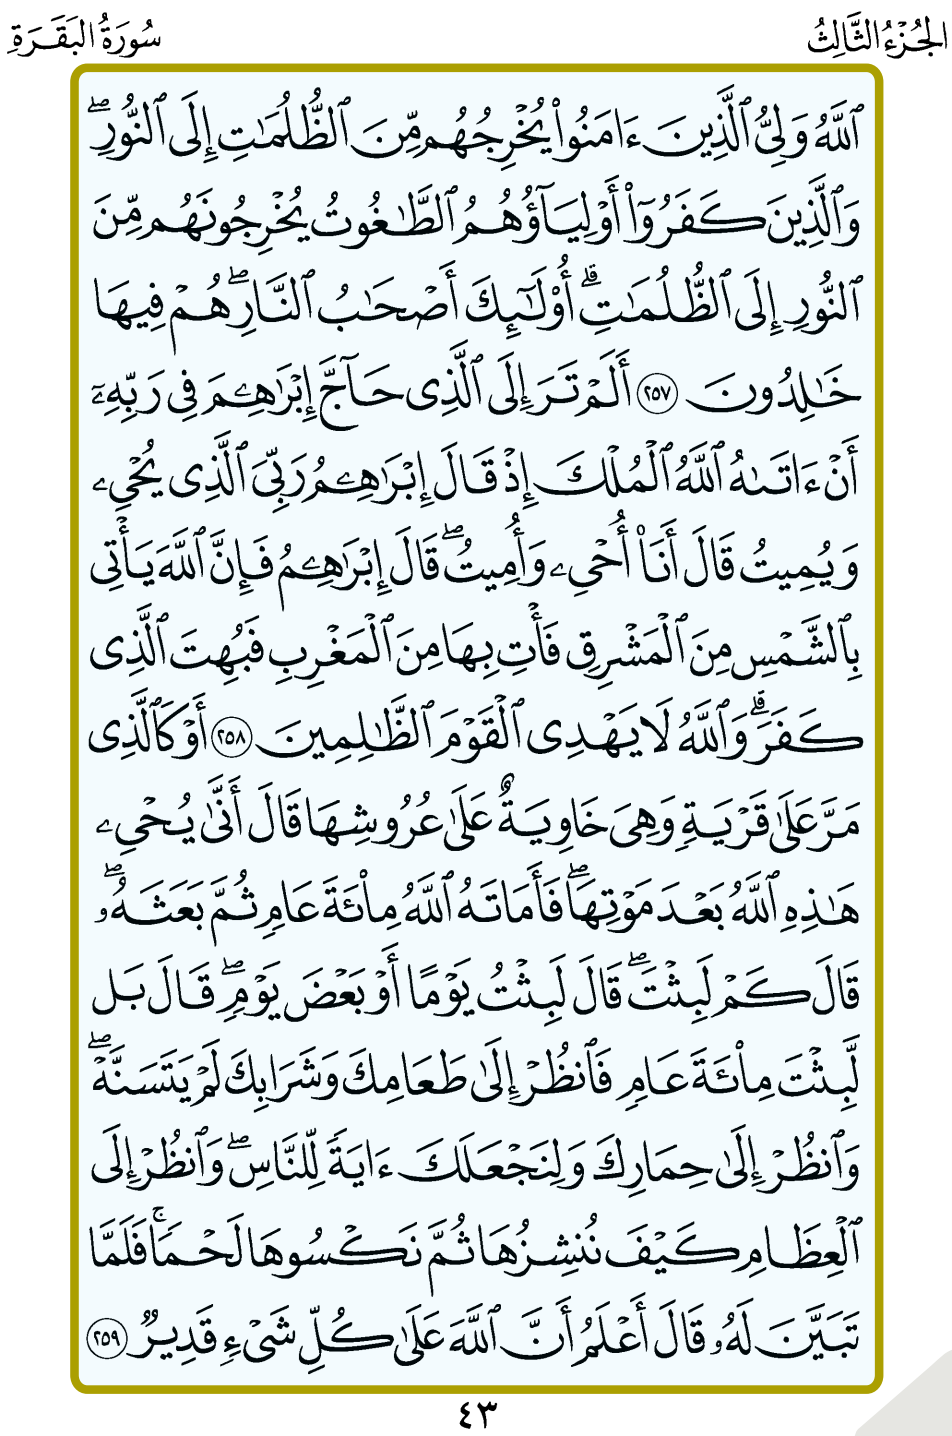 الجُزْءُ الثَّالِثُ
سُورَةُ البَقَرَةِ
ٱللَّهُ وَلِيُّ ٱلَّذِينَ ءَامَنُواْ يُخۡرِجُهُم مِّنَ ٱلظُّلُمَٰتِ إِلَى ٱلنُّورِۖ
وَٱلَّذِينَ كَفَرُوٓاْ أَوۡلِيَآؤُهُمُ ٱلطَّٰغُوتُ يُخۡرِجُونَهُم مِّنَ
ٱلنُّورِ إِلَى ٱلظُّلُمَٰتِۗ أُوْلَٰٓئِكَ أَصۡحَٰبُ ٱلنَّارِۖ هُمۡ فِيهَا
خَٰلِدُونَ ٢٥٧ أَلَمۡ تَرَ إِلَى ٱلَّذِي حَآجَّ إِبۡرَٰهِـۧمَ فِي رَبِّهِۦٓ
أَنۡ ءَاتَىٰهُ ٱللَّهُ ٱلۡمُلۡكَ إِذۡ قَالَ إِبۡرَٰهِـۧمُ رَبِّيَ ٱلَّذِي يُحۡيِۦ
وَيُمِيتُ قَالَ أَنَا۠ أُحۡيِۦ وَأُمِيتُۖ قَالَ إِبۡرَٰهِـۧمُ فَإِنَّ ٱللَّهَ يَأۡتِي
بِٱلشَّمۡسِ مِنَ ٱلۡمَشۡرِقِ فَأۡتِ بِهَا مِنَ ٱلۡمَغۡرِبِ فَبُهِتَ ٱلَّذِي
كَفَرَۗ وَٱللَّهُ لَا يَهۡدِي ٱلۡقَوۡمَ ٱلظَّٰلِمِينَ ٢٥٨ أَوۡ كَٱلَّذِي
مَرَّ عَلَىٰ قَرۡيَةٖ وَهِيَ خَاوِيَةٌ عَلَىٰ عُرُوشِهَا قَالَ أَنَّىٰ يُحۡيِۦ
هَٰذِهِ ٱللَّهُ بَعۡدَ مَوۡتِهَاۖ فَأَمَاتَهُ ٱللَّهُ مِاْئَةَ عَامٖ ثُمَّ بَعَثَهُۥۖ
قَالَ كَمۡ لَبِثۡتَۖ قَالَ لَبِثۡتُ يَوۡمًا أَوۡ بَعۡضَ يَوۡمٖۖ قَالَ بَل
لَّبِثۡتَ مِاْئَةَ عَامٖ فَٱنظُرۡ إِلَىٰ طَعَامِكَ وَشَرَابِكَ لَمۡ يَتَسَنَّهۡۖ
وَٱنظُرۡ إِلَىٰ حِمَارِكَ وَلِنَجۡعَلَكَ ءَايَةٗ لِّلنَّاسِۖ وَٱنظُرۡ إِلَى
ٱلۡعِظَامِ كَيۡفَ نُنشِزُهَا ثُمَّ نَكۡسُوهَا لَحۡمٗاۚ فَلَمَّا
تَبَيَّنَ لَهُۥ قَالَ أَعۡلَمُ أَنَّ ٱللَّهَ عَلَىٰ كُلِّ شَيۡءٖ قَدِيرٞ ٢٥٩
٤٣